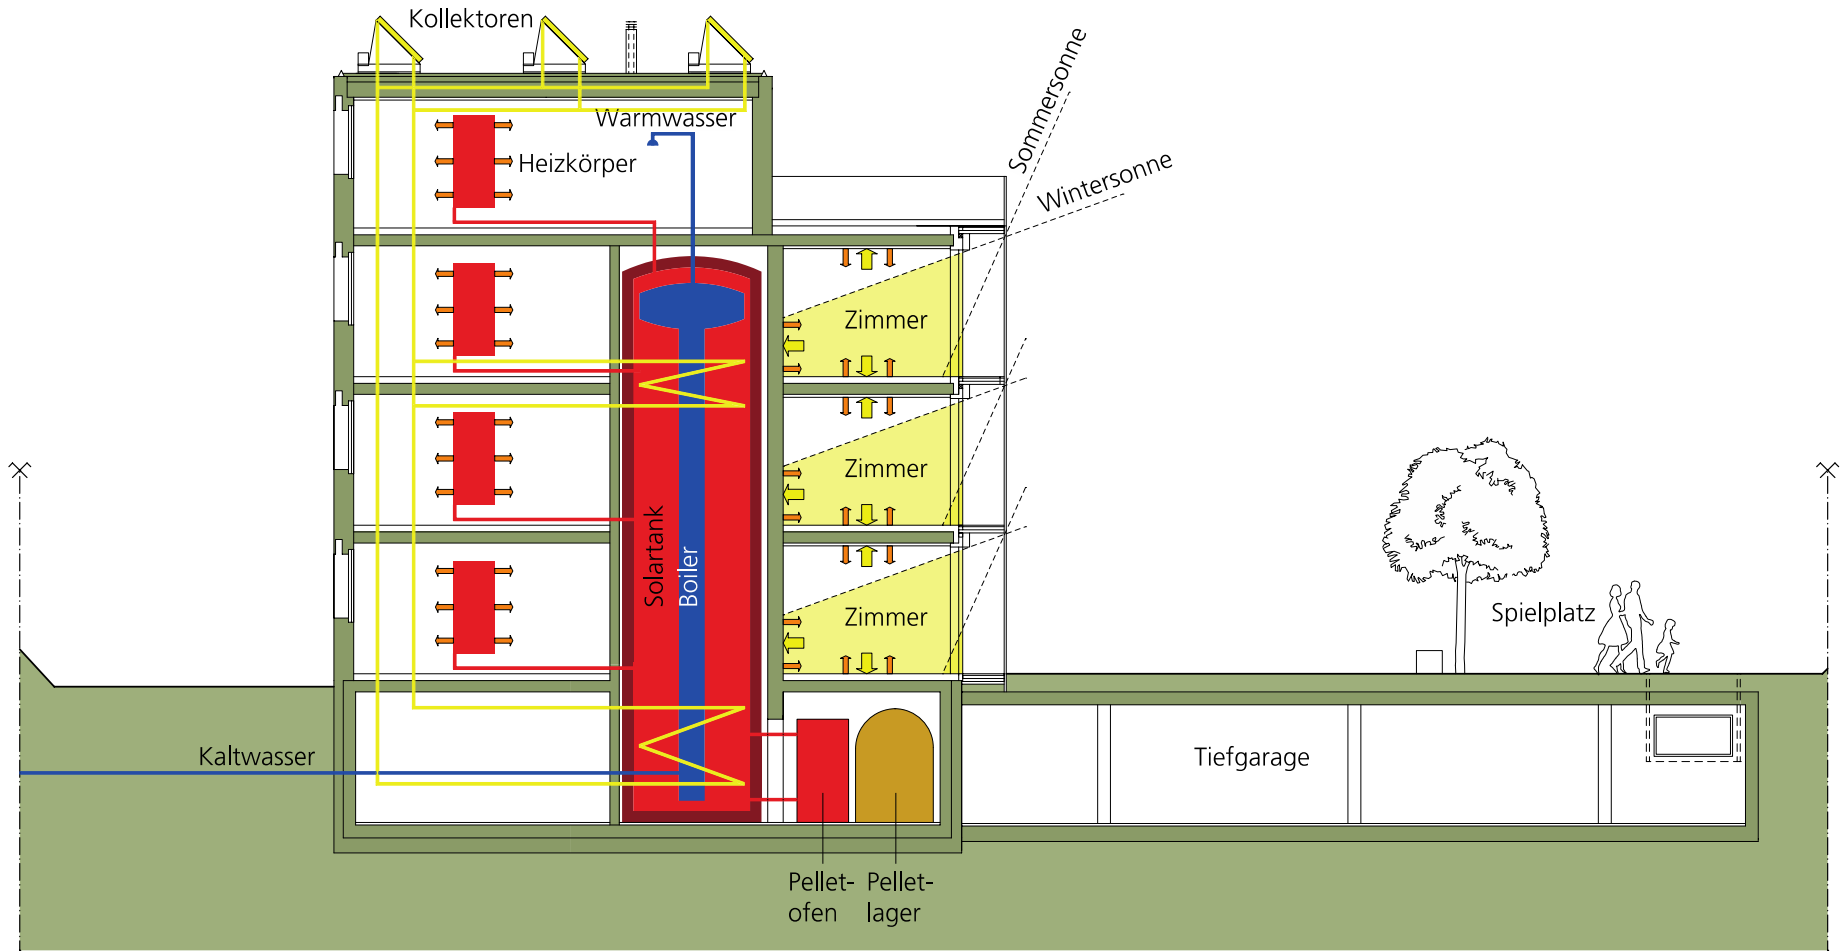 Kollektoren
Warmwasser
Heizkörper
Sommersonne
Wintersonne
Zimmer
Zimmer
Solartank
Boiler
Zimmer
Spielplatz
Kaltwasser
Tiefgarage
Pellet-
ofen
Pellet-
lager